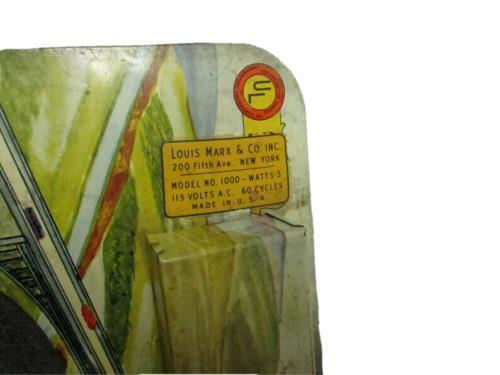 UL
LOUIS MARX & CO. INC.
200 Fifth Ave. NEW YORK
MODEL NO. 1000-WATTS-3
115 VOLTS A.C. 60 CYCLES
MADE IN U.S.A.